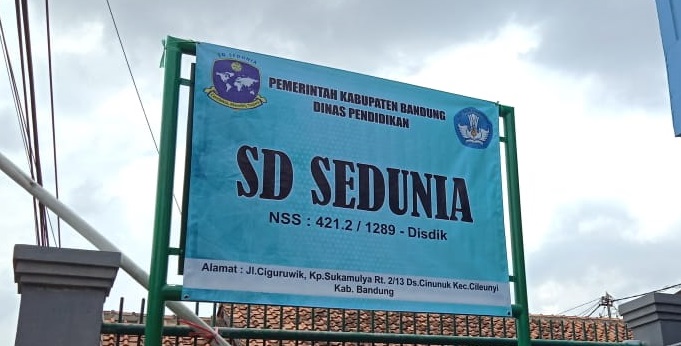 SD SEDUNIA
PEMERINTAH KABUPATEN BANDUNG
DINAS PENDIDIKAN
SD SEDUNIA
NSS : 421.2 / 1289 - Disdik
Alamat : Jl.Ciguruwik, Kp.Sukamulya Rt. 2/13 Ds.Cinunuk Kec.Cileunyi
Kab. Bandung